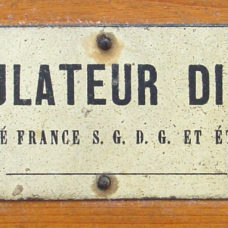 ULATEUR DI
É FRANCE S. G. D. G. ET ÉT